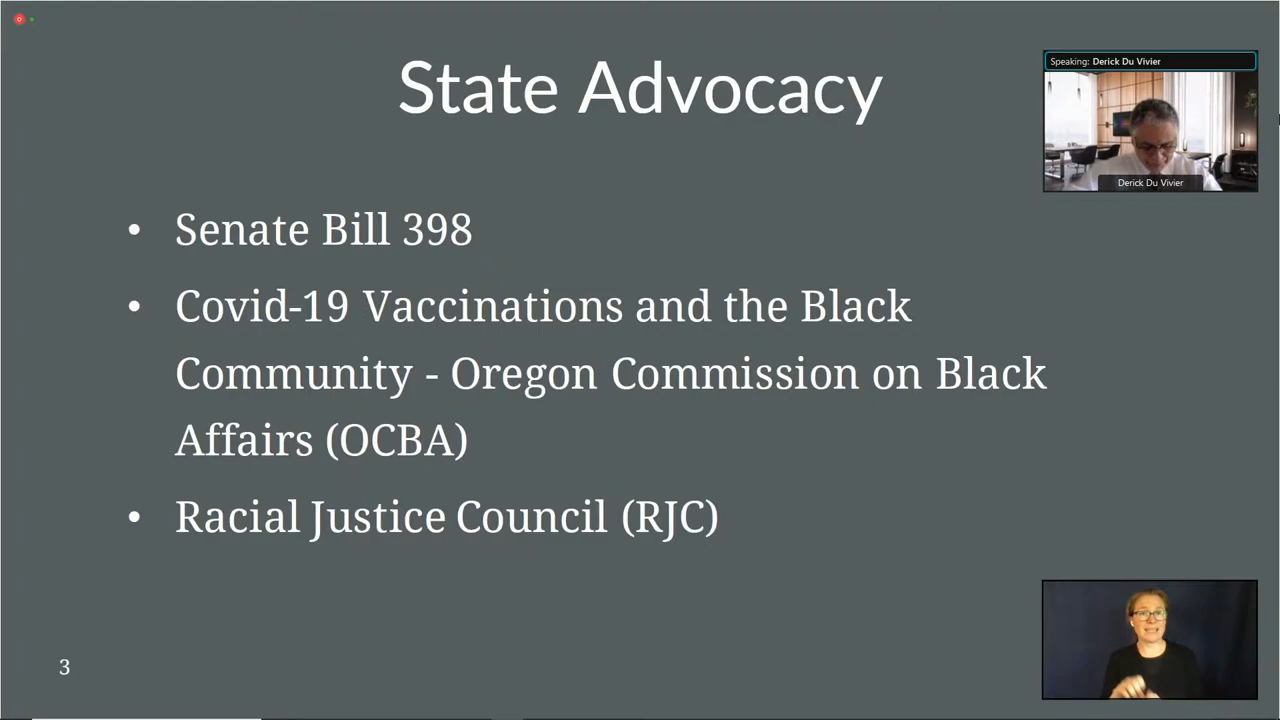 State Advocacy
Speaking: Derick Du Vivier
Derick Du Vivier
• Senate Bill 398
• Covid-19 Vaccinations and the Black
Community - Oregon Commission on Black
Affairs (OCBA)
• Racial Justice Council (RJC)
3